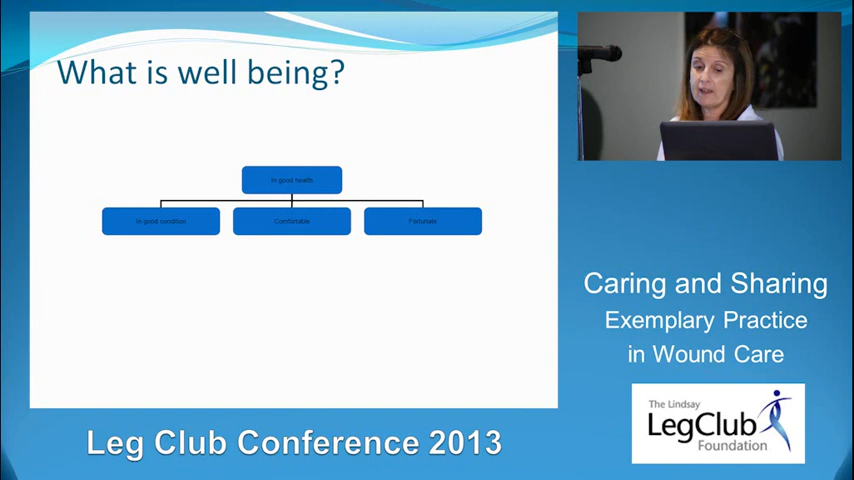 What is well being?
In good health
In good condition
Comfortable
Fortunate
Caring and Sharing
Exemplary Practice
in Wound Care
The Lindsay
LegClub
Foundation
Leg Club Conference 2013